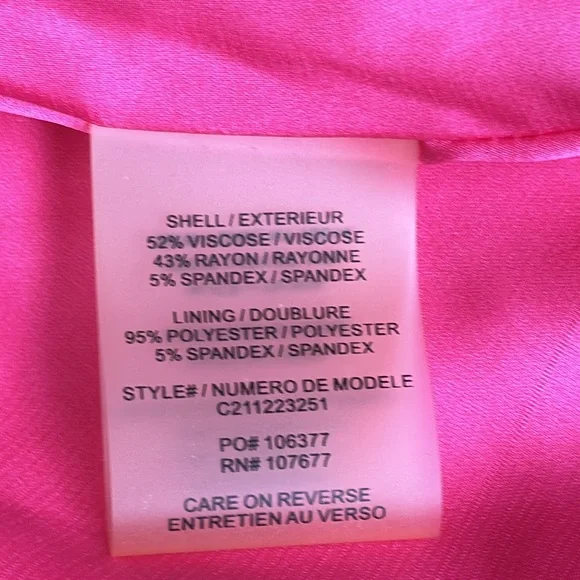 SHELL / EXTERIEUR
52% VISCOSE / VISCOSE
43% RAYON / RAYONNE
5% SPANDEX / SPANDEX
LINING / DOUBLURE
95% POLYESTER / POLYESTER
5% SPANDEX / SPANDEX
STYLE# / NUMERO DE MODELE
C211223251
PO# 106377
RN# 107677
CARE ON REVERSE
ENTRETIEN AU VERSO